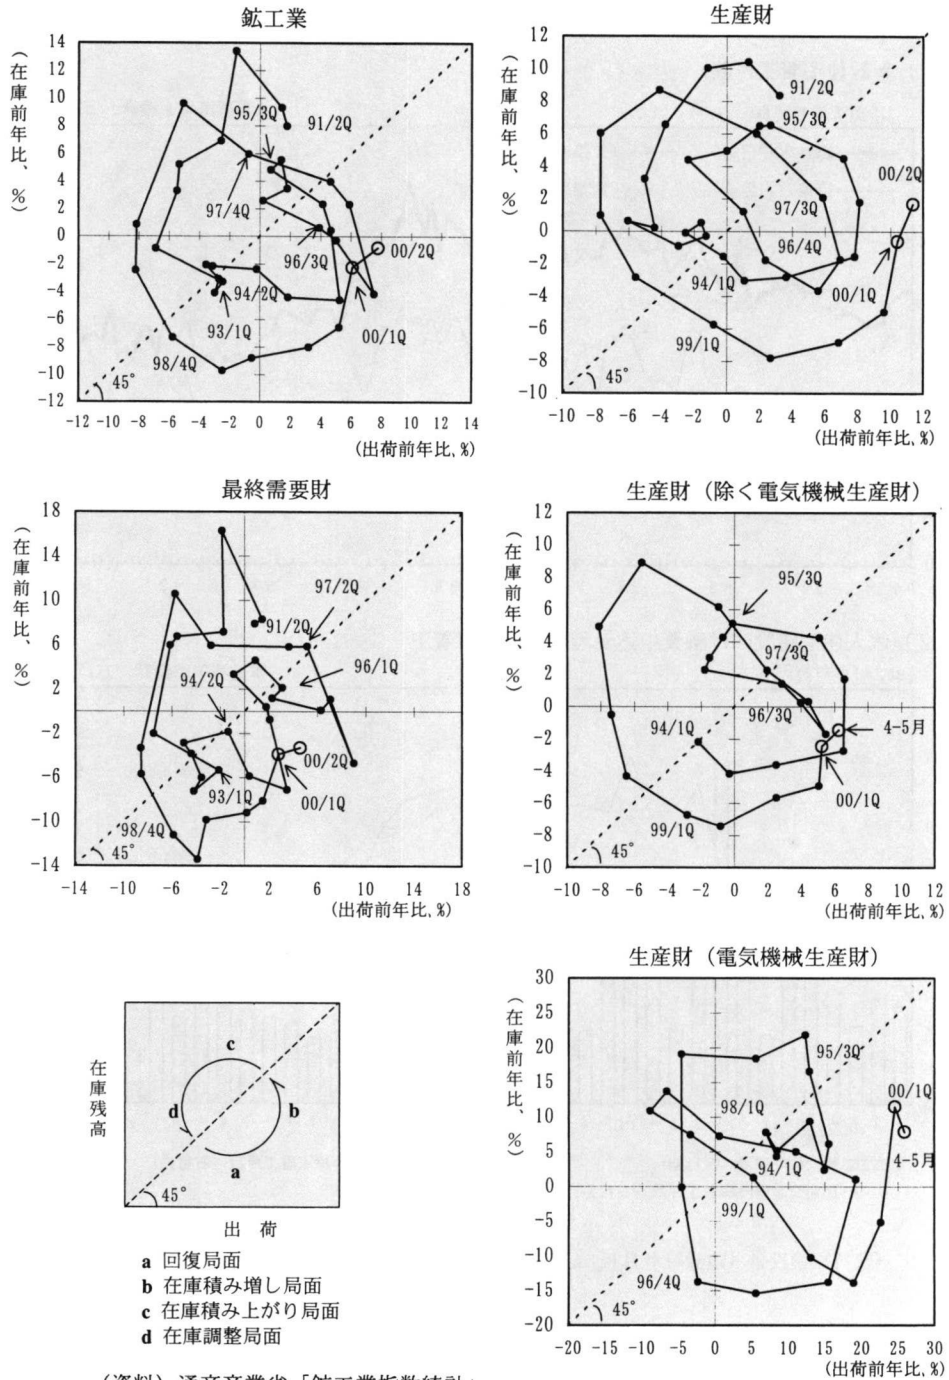 鉱工業
(在庫前年比、%)
14
12
10
8
6
4
2
0
-2
-4
-6
-8
-10
-12
95/3Q
91/2Q
97/4Q
96/3Q
00/2Q
94/2Q
93/1Q
00/1Q
98/4Q
45°
-12 -10 -8 -6 -4 -2 0 2 4 6 8 10 12 14
(出荷前年比,%)
生産財
(在庫前年比、%)
12
10
8
6
4
2
0
-2
-4
-6
-8
-10
91/2Q
95/3Q
00/2Q
97/3Q
96/4Q
94/1Q
00/1Q
99/1Q
45°
-10 -8 -6 -4 -2 0 2 4 6 8 10 12
(出荷前年比,%)
最終需要財
(在庫前年比、%)
18
14
10
6
2
-2
-6
-10
-14
97/2Q
91/2Q
96/1Q
94/2Q
00/2Q
93/1Q
00/1Q
98/4Q
45°
-14 -10 -6 -2 2 6 10 14 18
(出荷前年比,%)
生産財(除く電気機械生産財)
(在庫前年比、%)
12
10
8
6
4
2
0
-2
-4
-6
-8
-10
95/3Q
97/3Q
96/3Q
94/1Q
4-5月
00/1Q
99/1Q
45°
-10 -8 -6 -4 -2 0 2 4 6 8 10 12
(出荷前年比,%)
在庫残高
c
d
b
a
45°
出 荷
a 回復局面
b 在庫積み増し局面
c 在庫積み上がり局面
d 在庫調整局面
生産財(電気機械生産財)
(在庫前年比、%)
30
25
20
15
10
5
0
-5
-10
-15
-20
95/3Q
00/1Q
98/1Q
94/1Q
4-5月
99/1Q
96/4Q
45°
-20 -15 -10 -5 0 5 10 15 20 25 30
(出荷前年比,%)